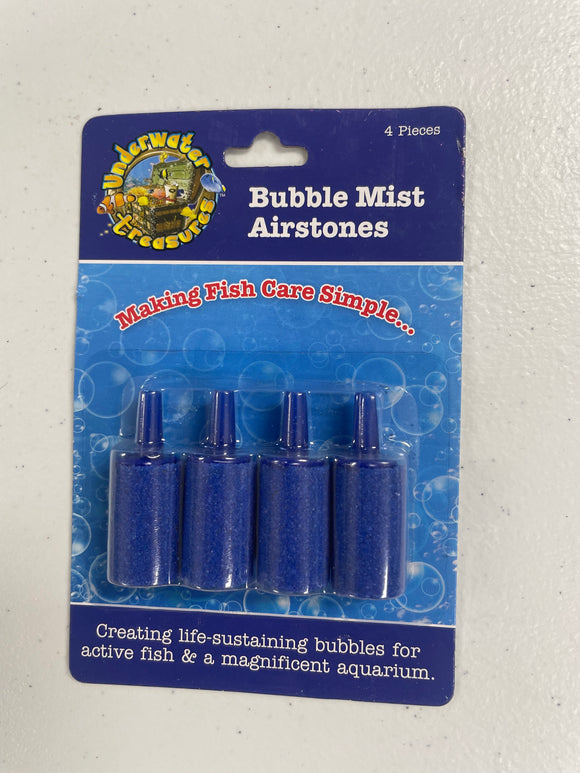 4 Pieces
Underwater
treasures™
Bubble Mist
Airstones
Making Fish Care Simple...
Creating life-sustaining bubbles for
active fish & a magnificent aquarium.